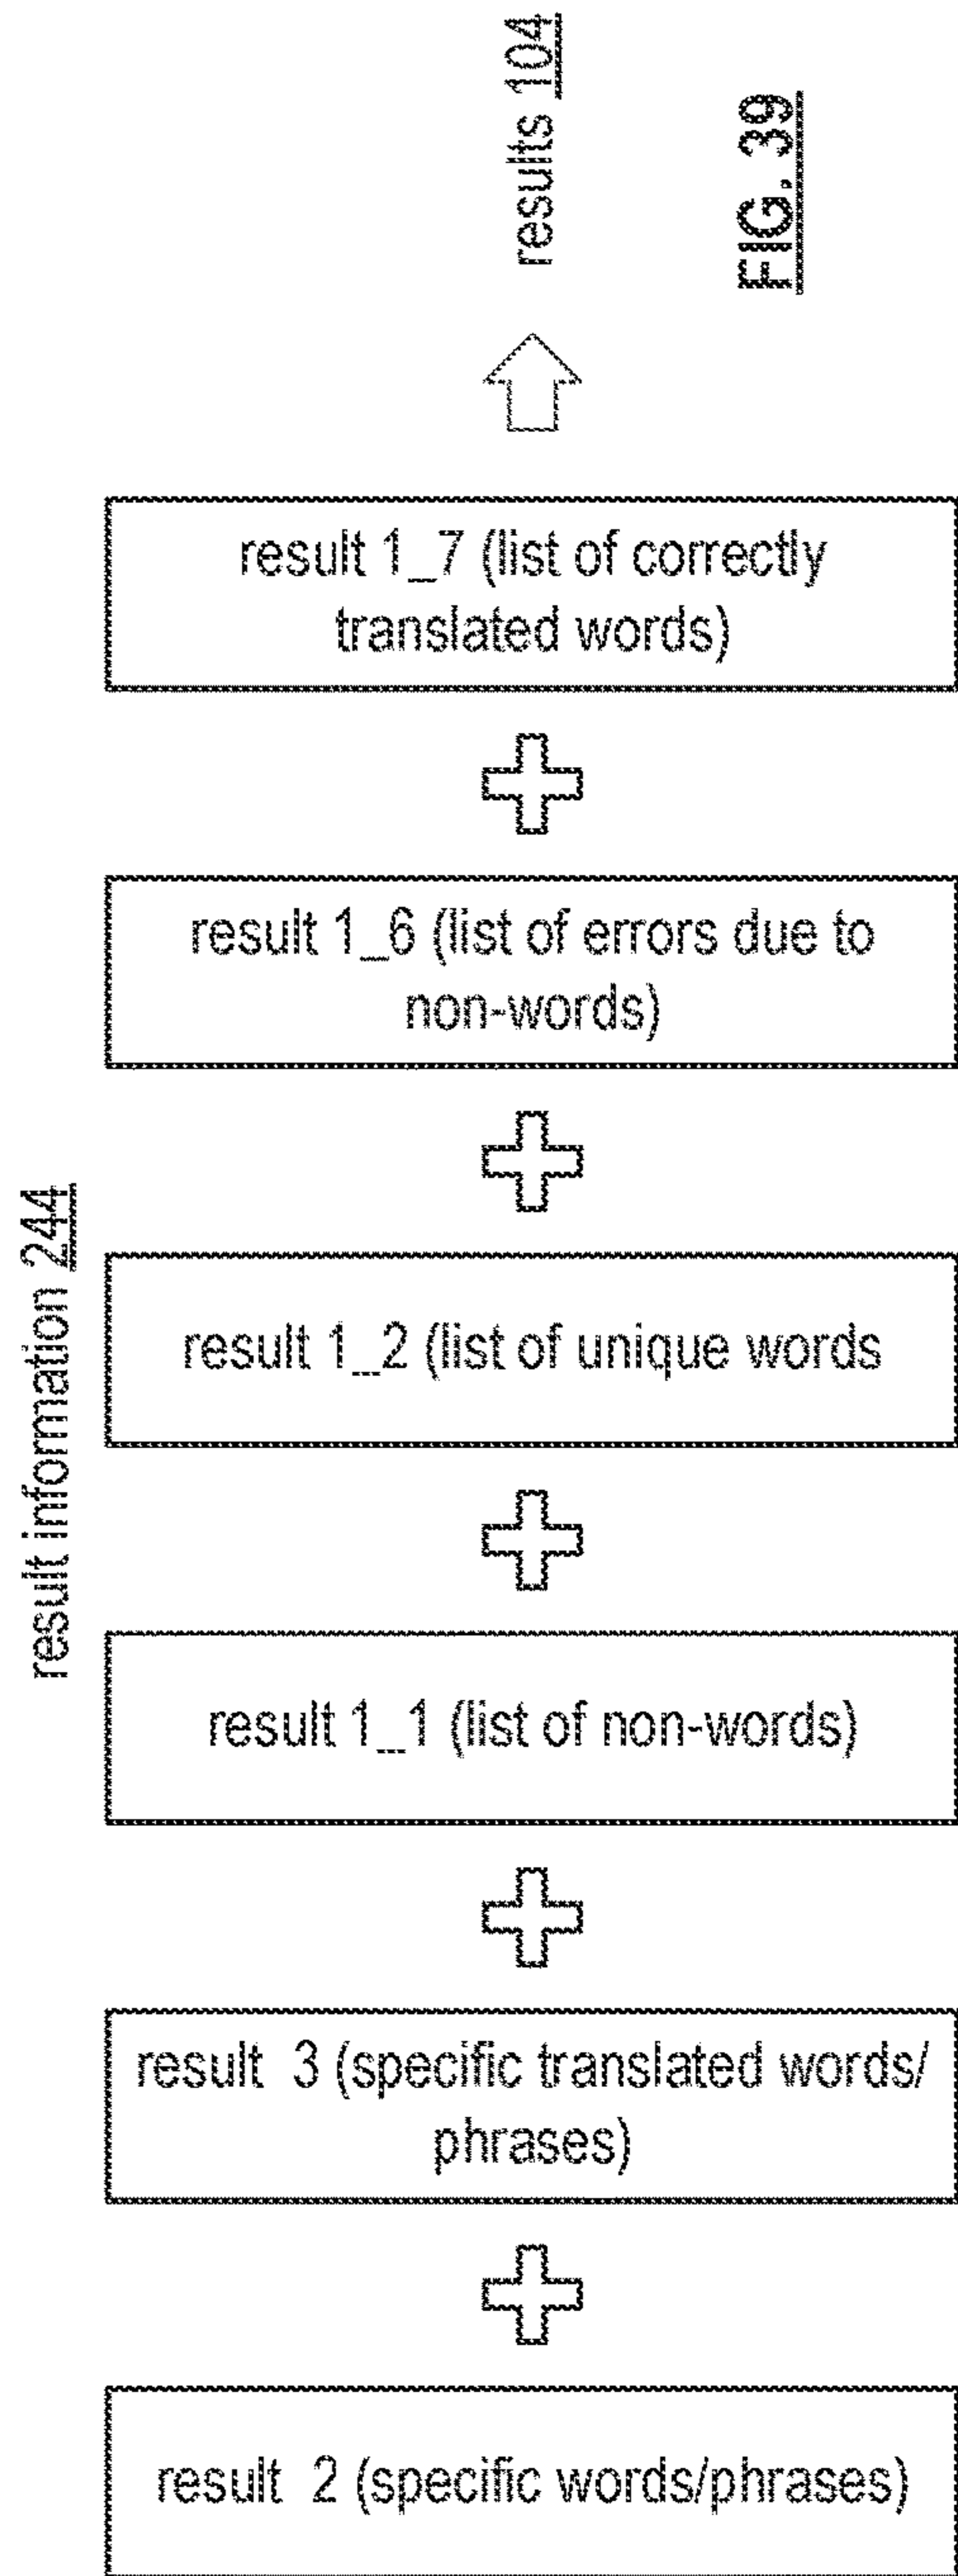 results 104
FIG. 39
result 1_7 (list of correctly
translated words)
result 1_6 (list of errors due to
non-words)
result information 244
result 1_2 (list of unique words
result 1_1 (list of non-words)
result 3 (specific translated words/
phrases)
result 2 (specific words/phrases)